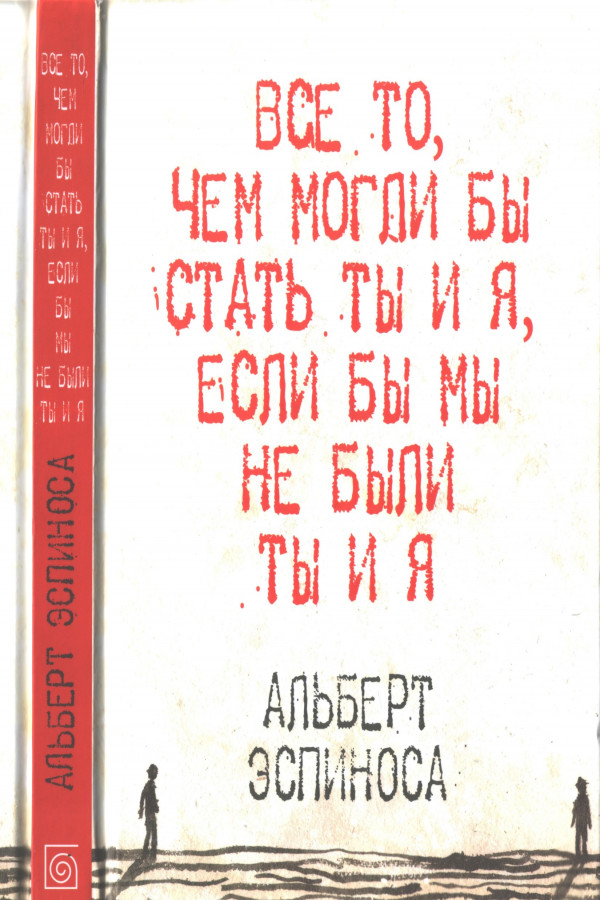 ВСЕ ТО,
ЧЕМ
МОГЛИ
БЫ
СТАТЬ
ТЫ И Я,
ЕСЛИ
БЫ
МЫ
НЕ БЫЛИ
ТЫ И Я
АЛЬБЕРТ ЭСПИНОСА
ВСЕ ТО,
ЧЕМ МОГЛИ БЫ
СТАТЬ ТЫ И Я,
ЕСЛИ БЫ МЫ
НЕ БЫЛИ
ТЫ И Я
АЛЬБЕРТ
ЭСПИНОСА